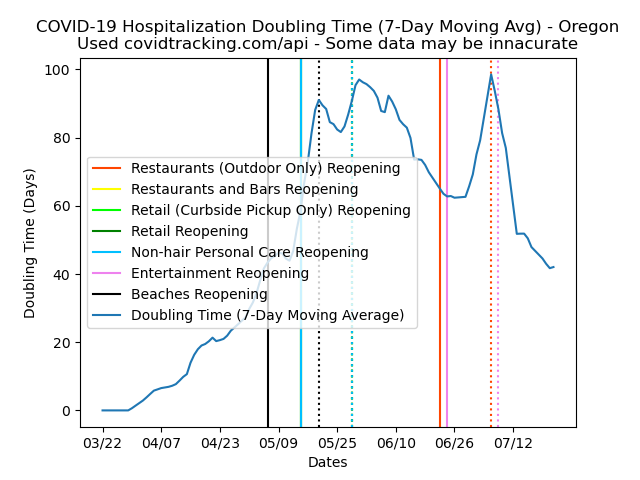 COVID-19 Hospitalization Doubling Time (7-Day Moving Avg) - Oregon
Used covidtracking.com/api - Some data may be innacurate
100
80
60
40
20
0
Doubling Time (Days)
Restaurants (Outdoor Only) Reopening
Restaurants and Bars Reopening
Retail (Curbside Pickup Only) Reopening
Retail Reopening
Non-hair Personal Care Reopening
Entertainment Reopening
Beaches Reopening
Doubling Time (7-Day Moving Average)
03/22 04/07 04/23 05/09 05/25 06/10 06/26 07/12
Dates